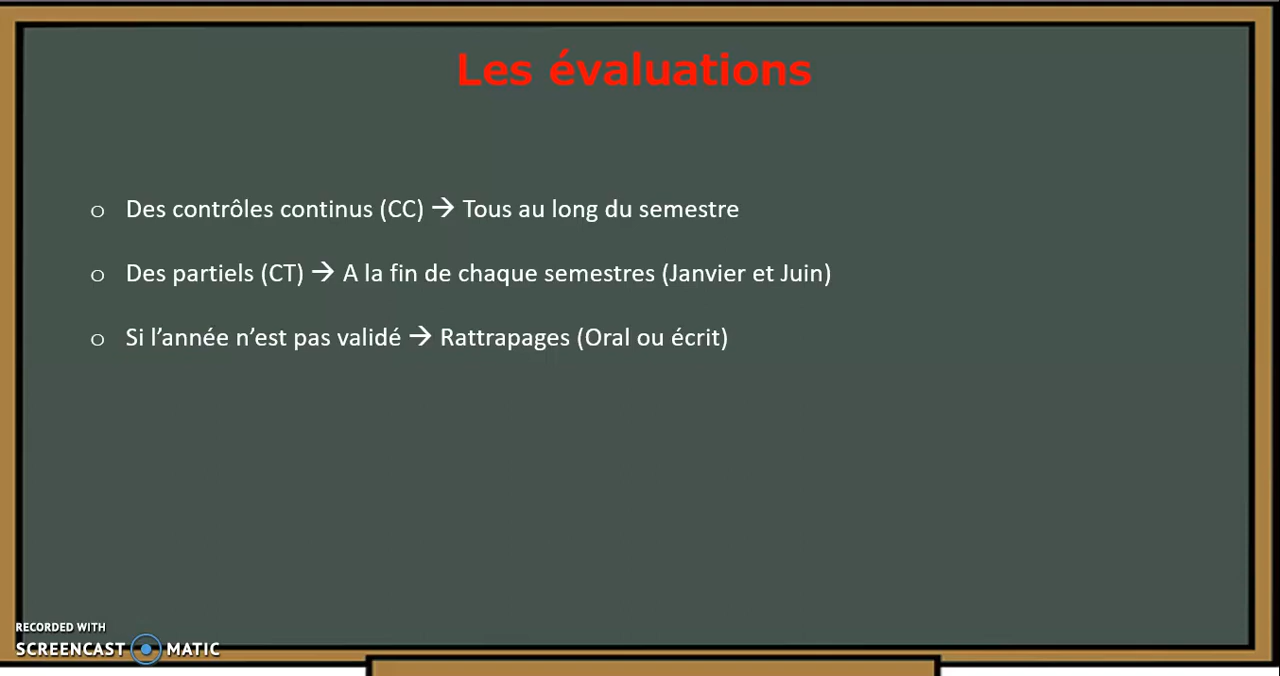 Les évaluations
o Des contrôles continus (CC) → Tous au long du semestre
o Des partiels (CT) → A la fin de chaque semestres (Janvier et Juin)
o Si l’année n’est pas validé → Rattrapages (Oral ou écrit)
RECORDED WITH
SCREENCAST MATIC